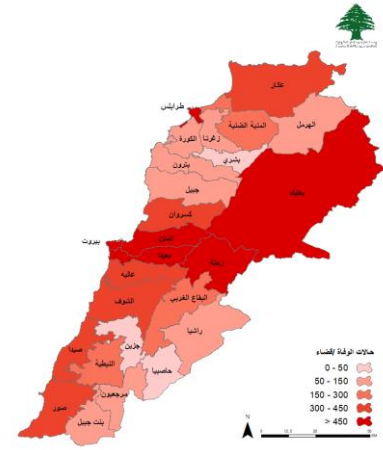 عكار
طرابلس
المنية الضنية
الهرمل
زغرتا
الكورة
بشري
بترون
بعلبك
جبيل
كسروان
المتن
بيروت
بعبدا
زحلة
عاليه
البقاع الغربي
الشوف
راشيا
جزين
صيدا
النبطية
حاصبيا
مرجعيون
صور
بنت جبيل
حالات الوفاة /قضاء
0 - 50
50 - 150
150 - 300
300 - 450
> 450
N